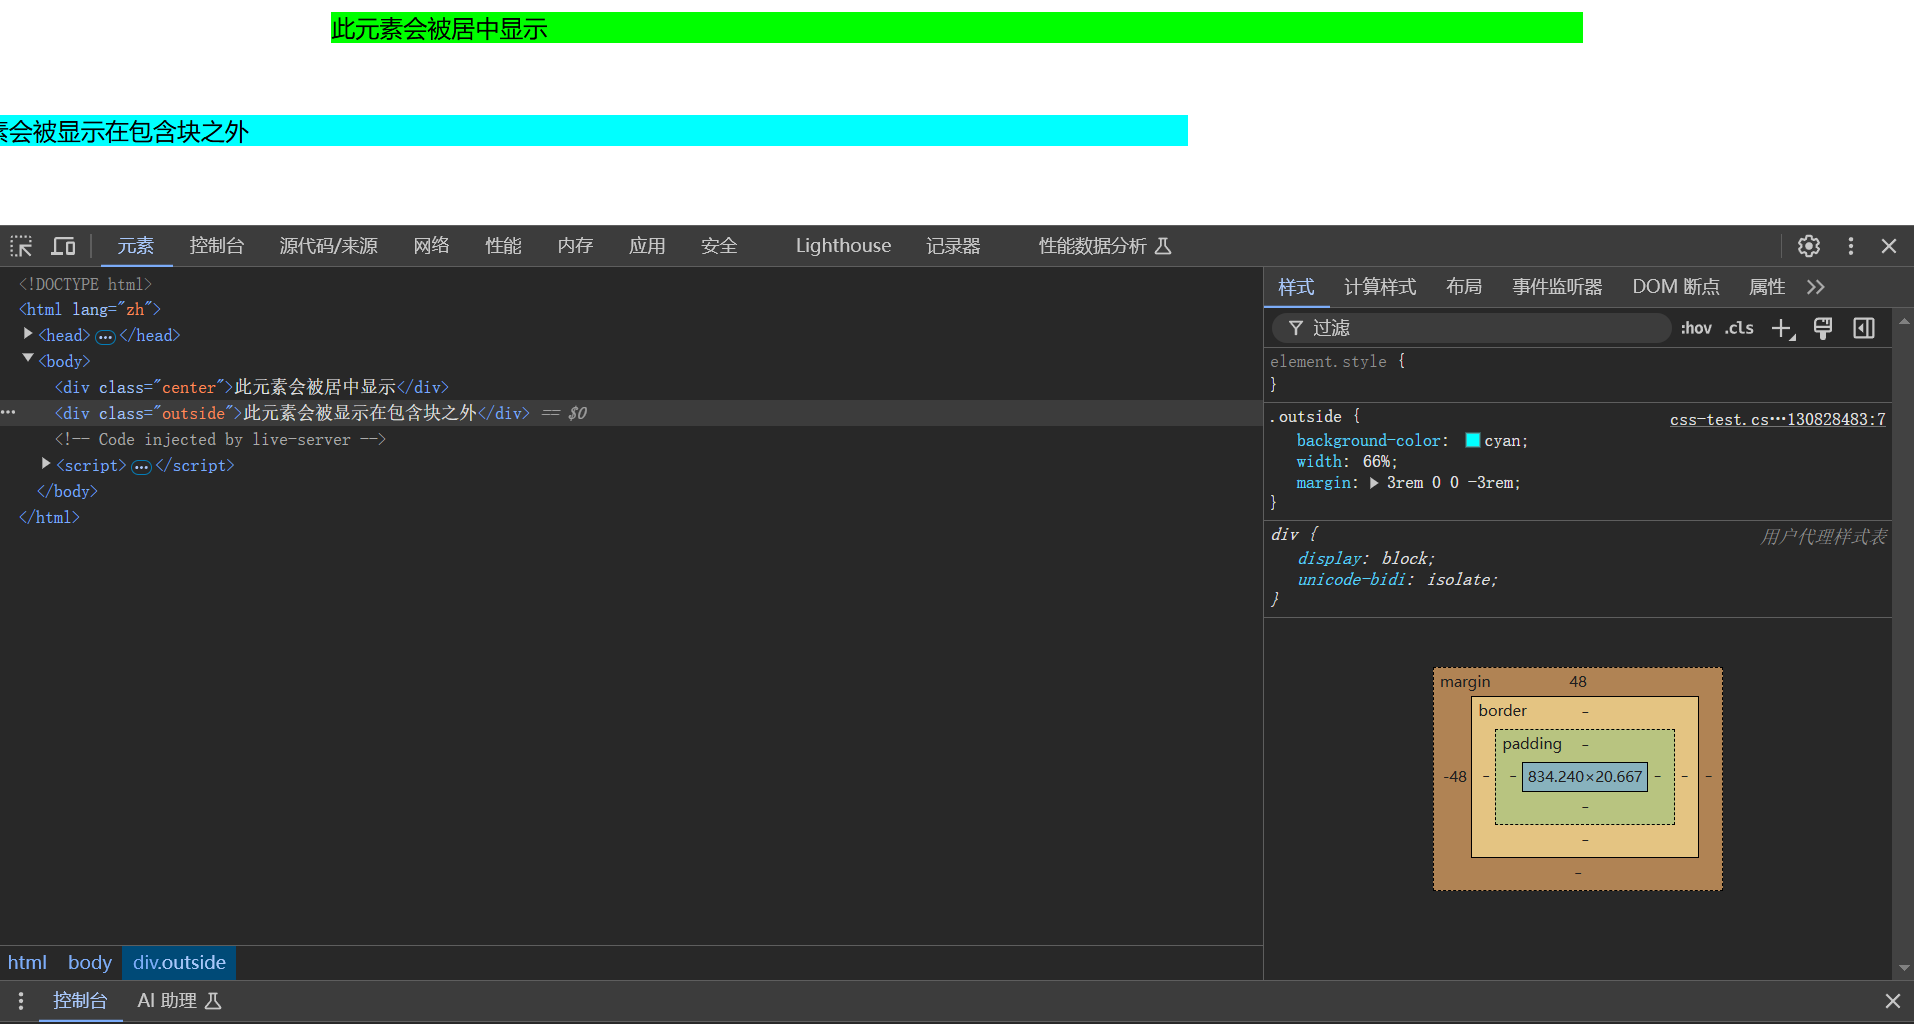 此元素会被居中显示
素会被显示在包含块之外
元素 控制台 源代码/来源 网络 性能 内存 应用 安全 Lighthouse 记录器 性能数据分析
<!DOCTYPE html>
<html lang="zh">
<head> … </head>
<body>
<div class="center">此元素会被居中显示</div>
… <div class="outside">此元素会被显示在包含块之外</div> == $0
<!-- Code injected by live-server -->
<script> … </script>
</body>
</html>
样式 计算样式 布局 事件监听器 DOM 断点 属性
过滤 :hov .cls
element.style {
}
.outside { css-test.cs…130828483:7
background-color: cyan;
width: 66%;
margin: 3rem 0 0 -3rem;
}
div { 用户代理样式表
display: block;
unicode-bidi: isolate;
}
margin 48
border -
padding -
-48 - - 834.240×20.667 - - -
-
-
-
html body div.outside
控制台 AI 助理